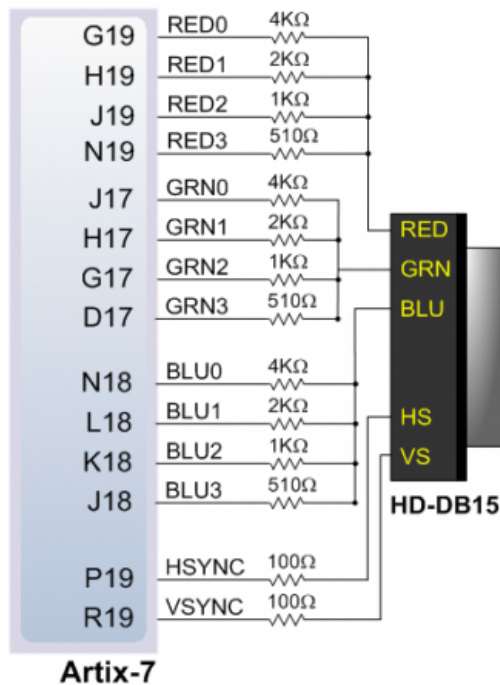 G19 RED0 4KΩ
H19 RED1 2KΩ
J19 RED2 1KΩ
N19 RED3 510Ω
J17 GRN0 4KΩ
H17 GRN1 2KΩ
G17 GRN2 1KΩ
D17 GRN3 510Ω
N18 BLU0 4KΩ
L18 BLU1 2KΩ
K18 BLU2 1KΩ
J18 BLU3 510Ω
P19 HSYNC 100Ω
R19 VSYNC 100Ω
Artix-7
RED
GRN
BLU
HS
VS
HD-DB15